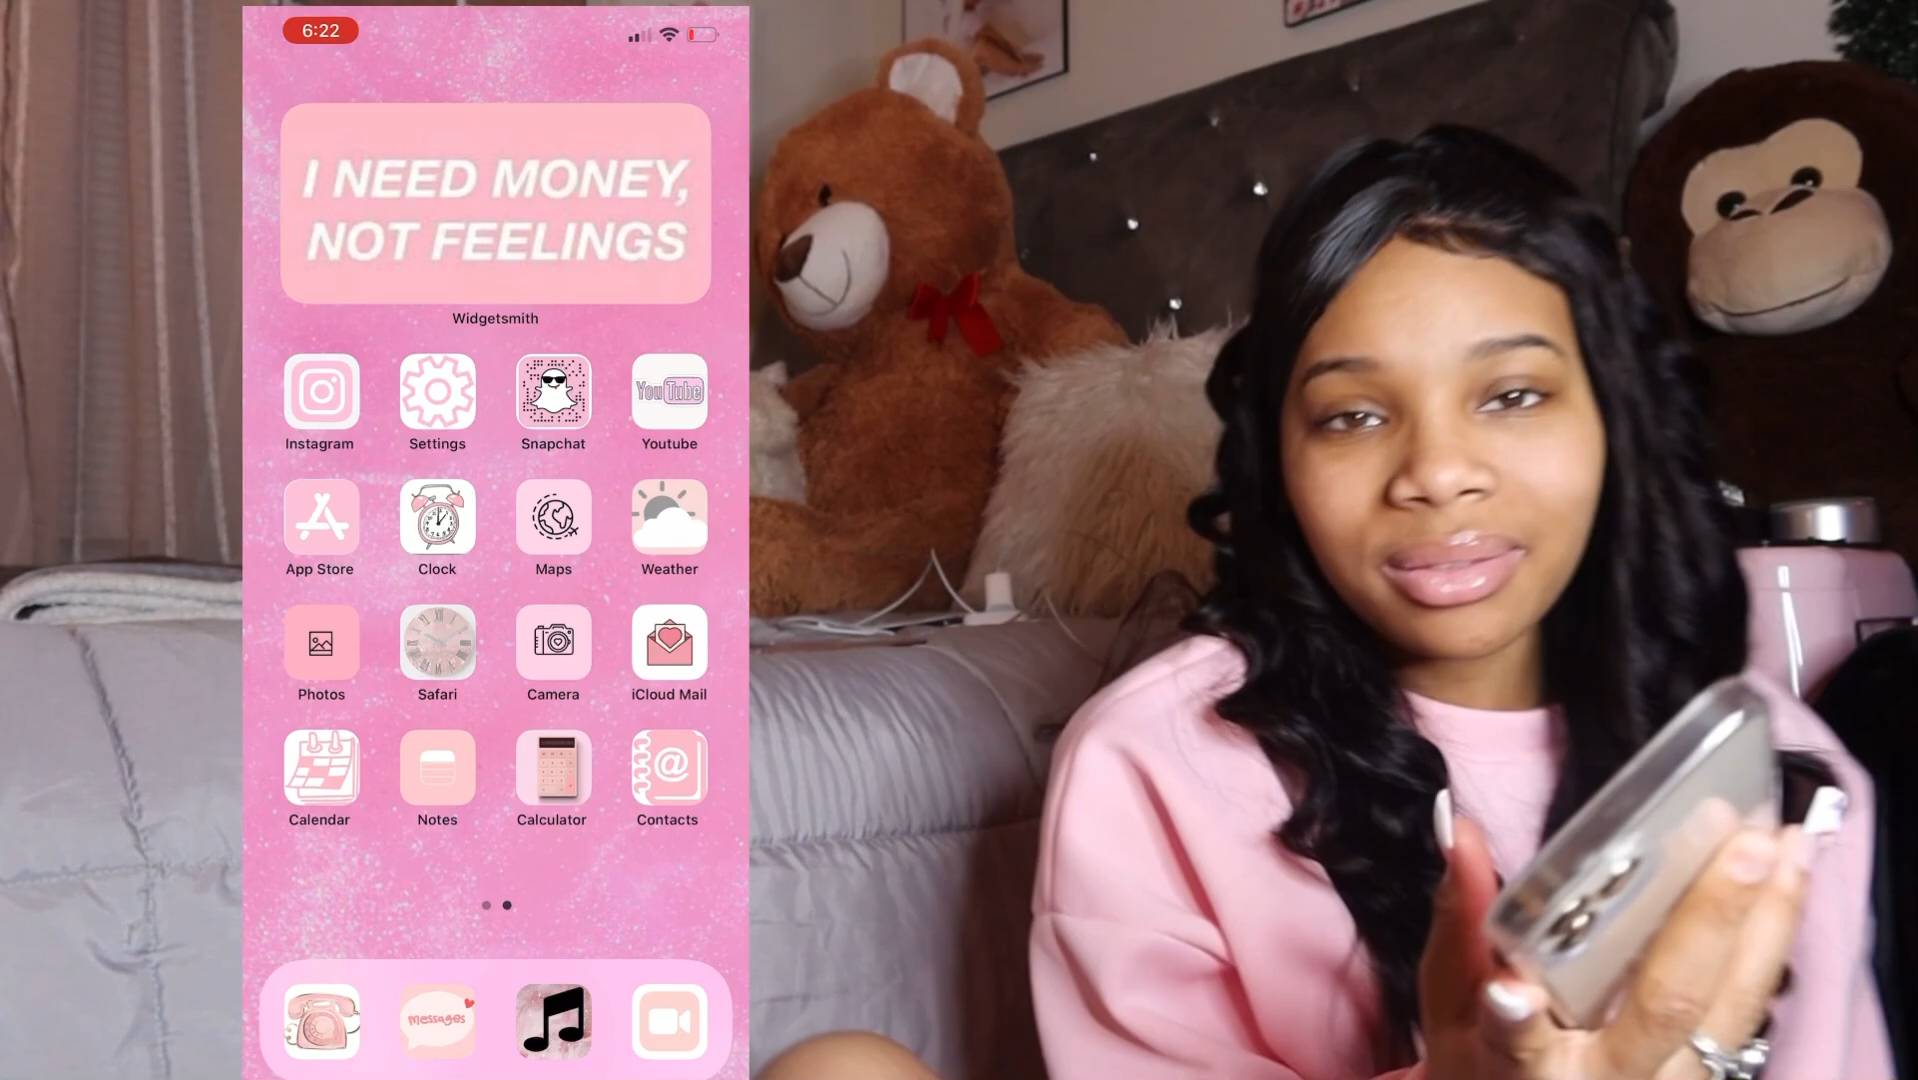 6:22
I NEED MONEY,
NOT FEELINGS
Widgetsmith
Instagram
Settings
Snapchat
YouTube
Youtube
App Store
Clock
Maps
Weather
Photos
Safari
Camera
iCloud Mail
Calendar
Notes
Calculator
@
Contacts
messages